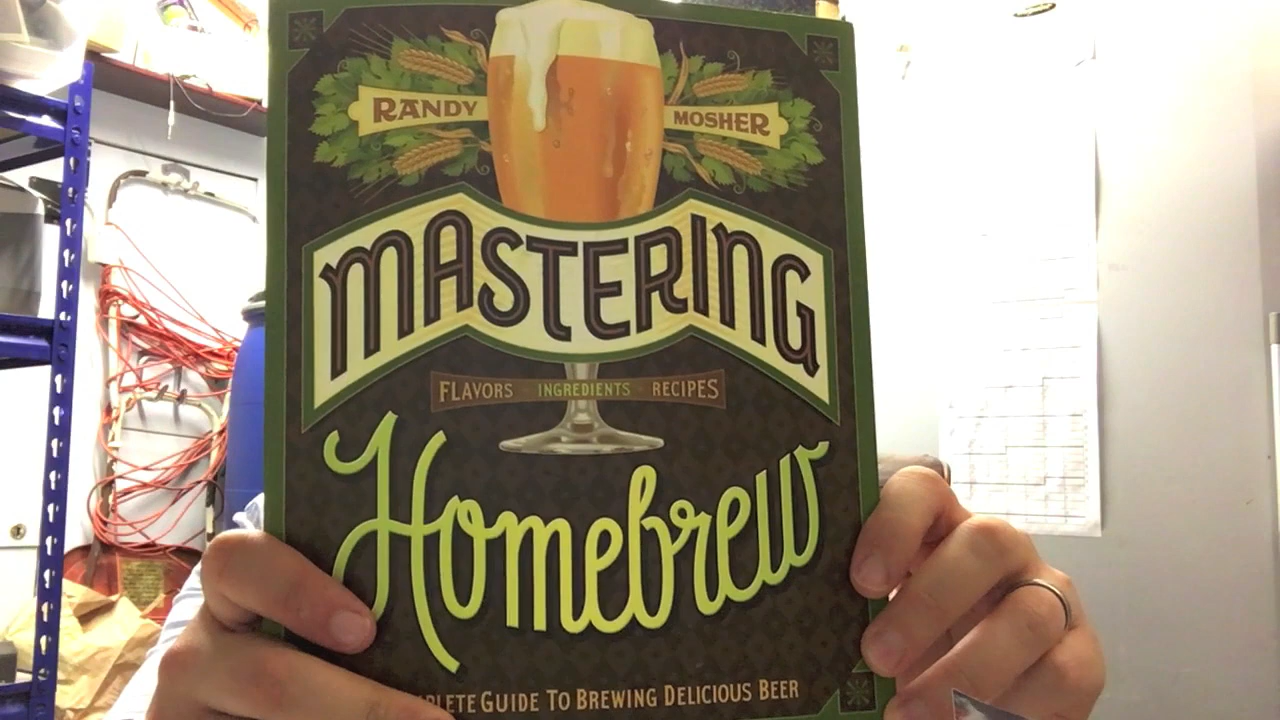 RANDY MOSHER
MASTERING
FLAVORS INGREDIENTS RECIPES
Homebrew
GUIDE TO BREWING DELICIOUS BEER